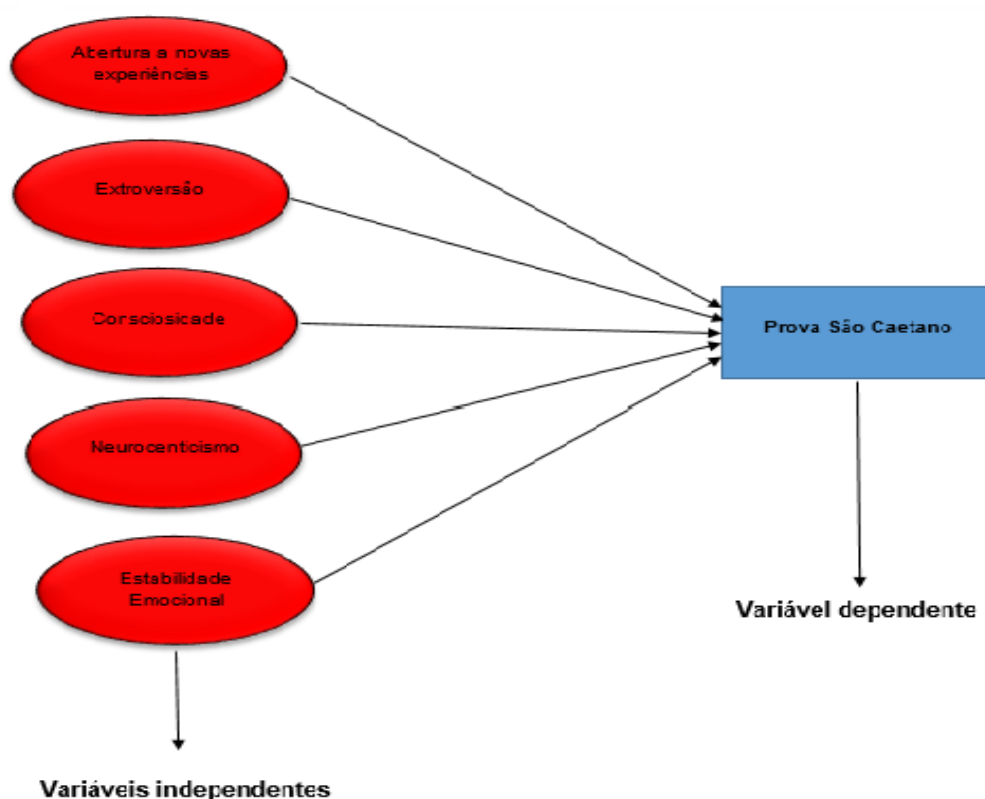 Abertura a novas
experiências
Extroversão
Consciosicade
Prova São Caetano
Neurocenticismo
Estabilidade
Emocional
Variável dependente
Variáveis independentes